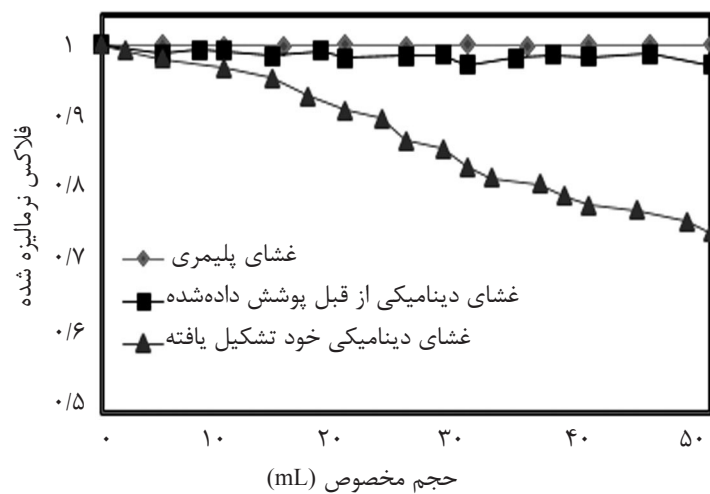 فلاکس نرمالیزه شده
۱
۰/۹
۰/۸
۰/۷
۰/۶
۰/۵
غشای پلیمری
غشای دینامیکی از قبل پوشش داده‌شده
غشای دینامیکی خود تشکیل یافته
۰ ۱۰ ۲۰ ۳۰ ۴۰ ۵۰
حجم مخصوص (mL)